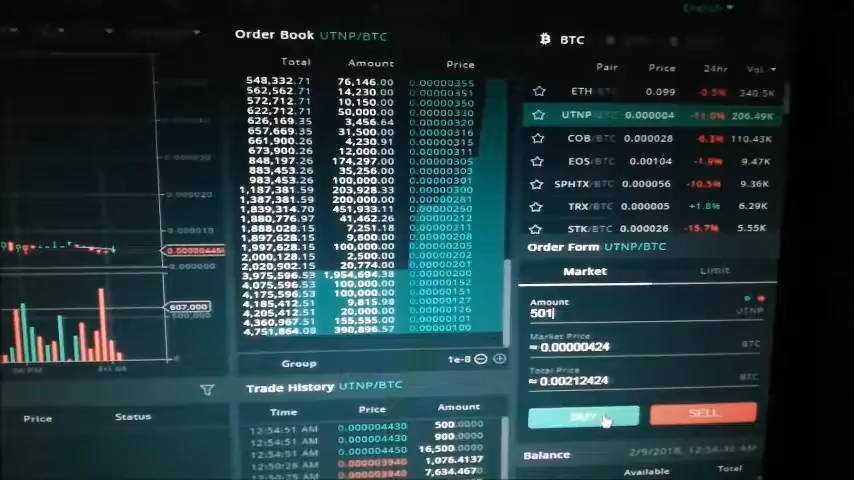 English
Order Book UTNP/BTC
Total Amount Price
548,332.71 76,146.00 0.00000355
562,562.71 14,230.00 0.00000351
572,712.71 10,150.00 0.00000350
622,712.71 50,000.00 0.00000330
626,169.35 3,456.64 0.00000320
657,669.35 31,500.00 0.00000316
661,900.26 4,230.91 0.00000315
673,900.26 12,000.00 0.00000311
848,197.26 174,297.00 0.00000305
883,453.26 35,256.00 0.00000303
983,453.26 100,000.00 0.00000301
1,187,381.59 203,928.33 0.00000300
1,387,381.59 200,000.00 0.00000281
1,839,314.70 451,933.11 0.00000250
1,880,776.97 41,462.26 0.00000212
1,888,028.15 7,251.18 0.00000211
1,897,628.15 9,600.00 0.00000208
1,997,628.15 100,000.00 0.00000205
2,000,128.15 2,500.00 0.00000202
2,020,902.15 20,774.00 0.00000201
3,975,596.53 1,954,694.38 0.00000200
4,075,596.53 100,000.00 0.00000152
4,175,596.53 100,000.00 0.00000151
4,185,412.51 9,815.98 0.00000127
4,205,412.51 20,000.00 0.00000126
4,360,967.51 155,555.00 0.00000101
4,751,864.08 390,896.57 0.00000100
Group 1e-8
Trade History UTNP/BTC
Time Price Amount
12:54:51 AM 0.000004430 500.0000
12:54:51 AM 0.000004430 900.0000
12:54:51 AM 0.000004450 16,500.0000
12:50:28 AM 0.000003940 1,076.4137
0.000003940 7,634.467
BTC
Pair Price 24hr Vol.
ETH/BTC 0.099 -0.5% 340.5K
UTNP/BTC 0.000004 -11.0% 206.49K
COB/BTC 0.000028 -6.3% 110.43K
EOS/BTC 0.00104 -1.9% 9.47K
SPHTX/BTC 0.000056 -10.5% 9.36K
TRX/BTC 0.000005 +1.8% 6.29K
STK/BTC 0.000026 -15.7% 5.55K
Order Form UTNP/BTC
Market Limit
Amount
501 UTNP
Market Price
≈ 0.00000424 BTC
Total Price
≈ 0.00212424 BTC
BUY SELL
Balance 2/9/2018, 12:54:
Available Total
607,000
Price Status